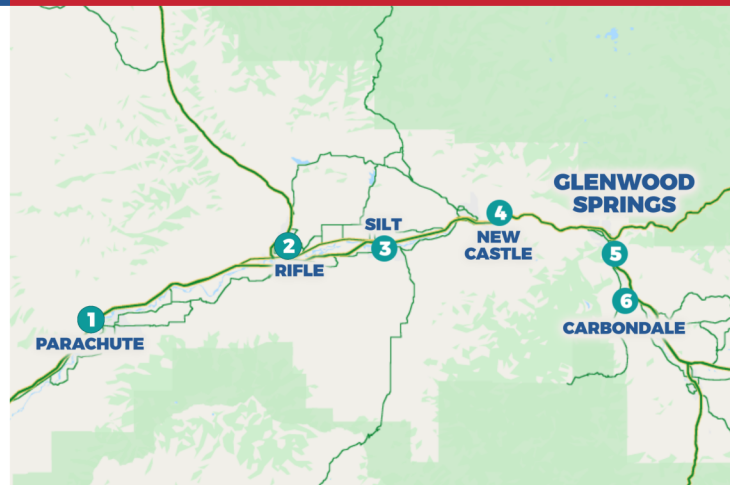 1
PARACHUTE
2
RIFLE
SILT
3
4
NEW
CASTLE
GLENWOOD
SPRINGS
5
6
CARBONDALE